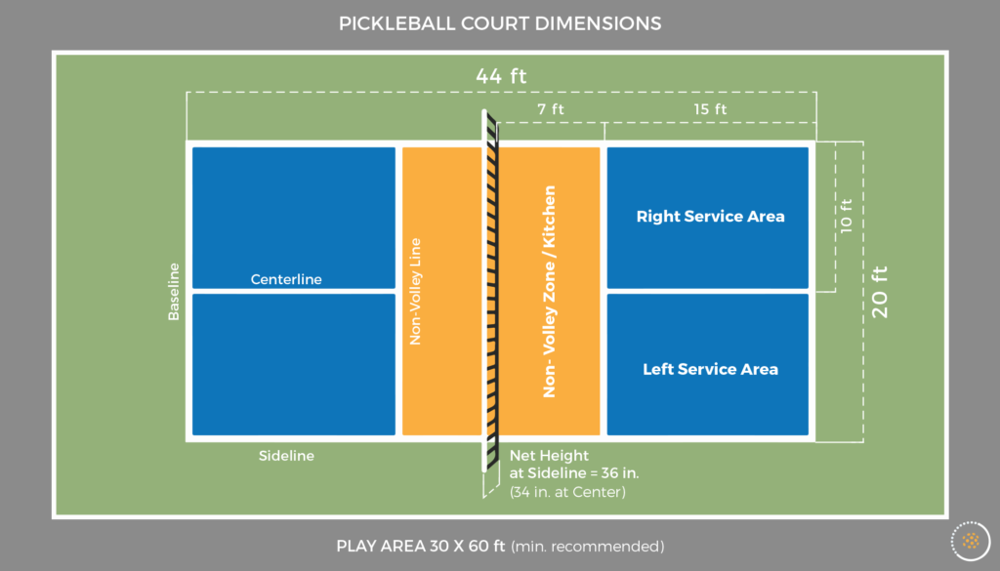 PICKLEBALL COURT DIMENSIONS
44 ft
7 ft
15 ft
Right Service Area
10 ft
20 ft
Non- Volley Zone / Kitchen
Non-Volley Line
Baseline
Centerline
Left Service Area
Sideline
Net Height
at Sideline = 36 in.
(34 in. at Center)
PLAY AREA 30 X 60 ft (min. recommended)